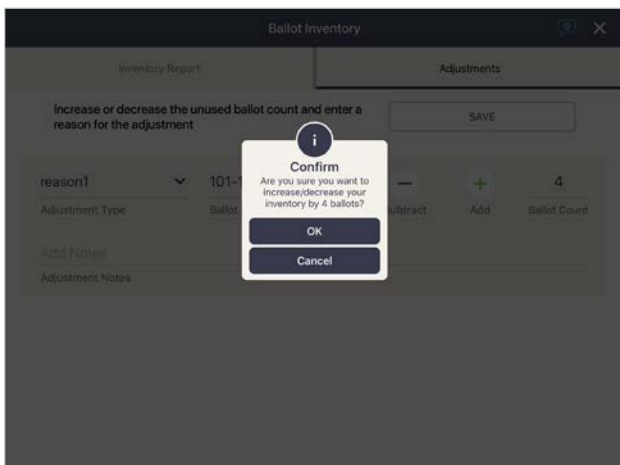 Ballot Inventory
Inventory Report
Adjustments
Increase or decrease the unused ballot count and enter a
reason for the adjustment
SAVE
i
Confirm
Are you sure you want to
increase/decrease your
inventory by 4 ballots?
OK
Cancel
reason1
101-1
4
Adjustment Type
Ballot
ubtract
Add
Ballot Count
Add Notes
Adjustment Notes